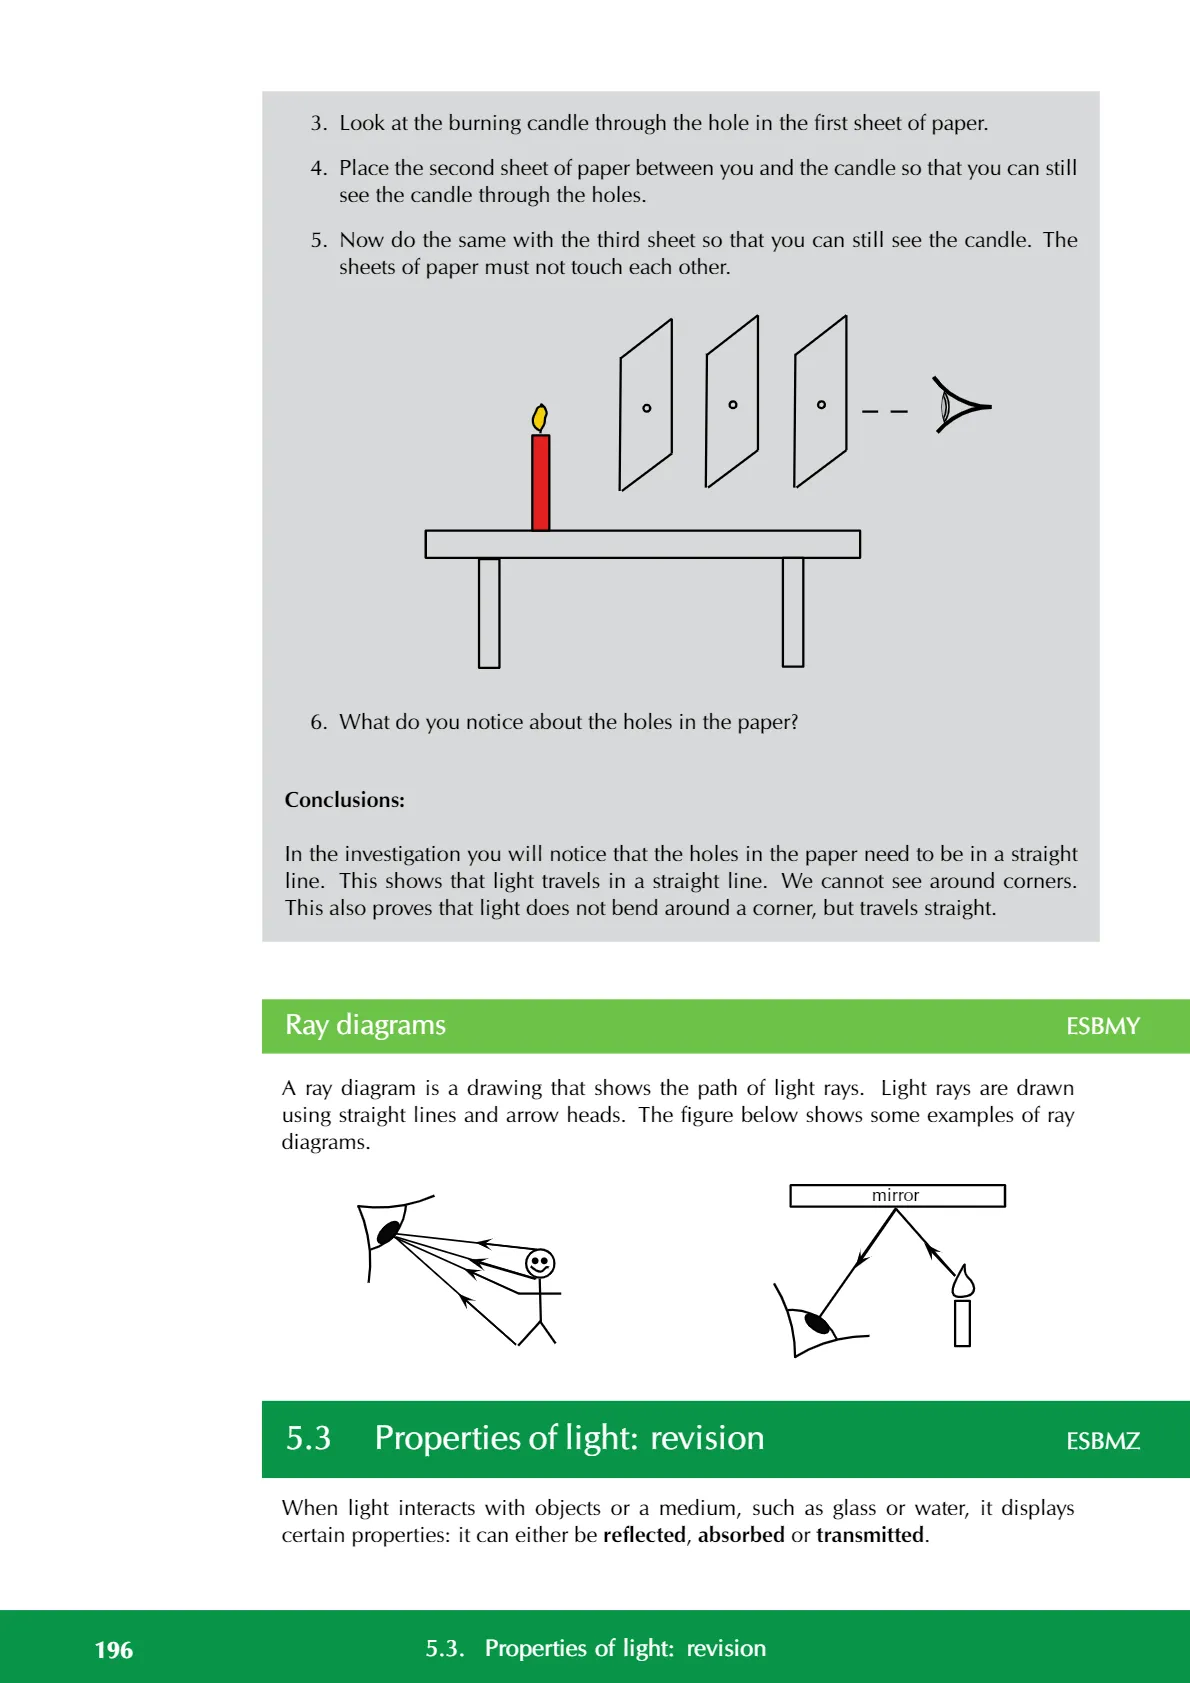 3. Look at the burning candle through the hole in the first sheet of paper.
4. Place the second sheet of paper between you and the candle so that you can still
see the candle through the holes.
5. Now do the same with the third sheet so that you can still see the candle. The
sheets of paper must not touch each other.
6. What do you notice about the holes in the paper?
Conclusions:
In the investigation you will notice that the holes in the paper need to be in a straight
line. This shows that light travels in a straight line. We cannot see around corners.
This also proves that light does not bend around a corner, but travels straight.
Ray diagrams ESBMY
A ray diagram is a drawing that shows the path of light rays. Light rays are drawn
using straight lines and arrow heads. The figure below shows some examples of ray
diagrams.
mirror
5.3 Properties of light: revision ESBMZ
When light interacts with objects or a medium, such as glass or water, it displays
certain properties: it can either be reflected, absorbed or transmitted.
196 5.3. Properties of light: revision